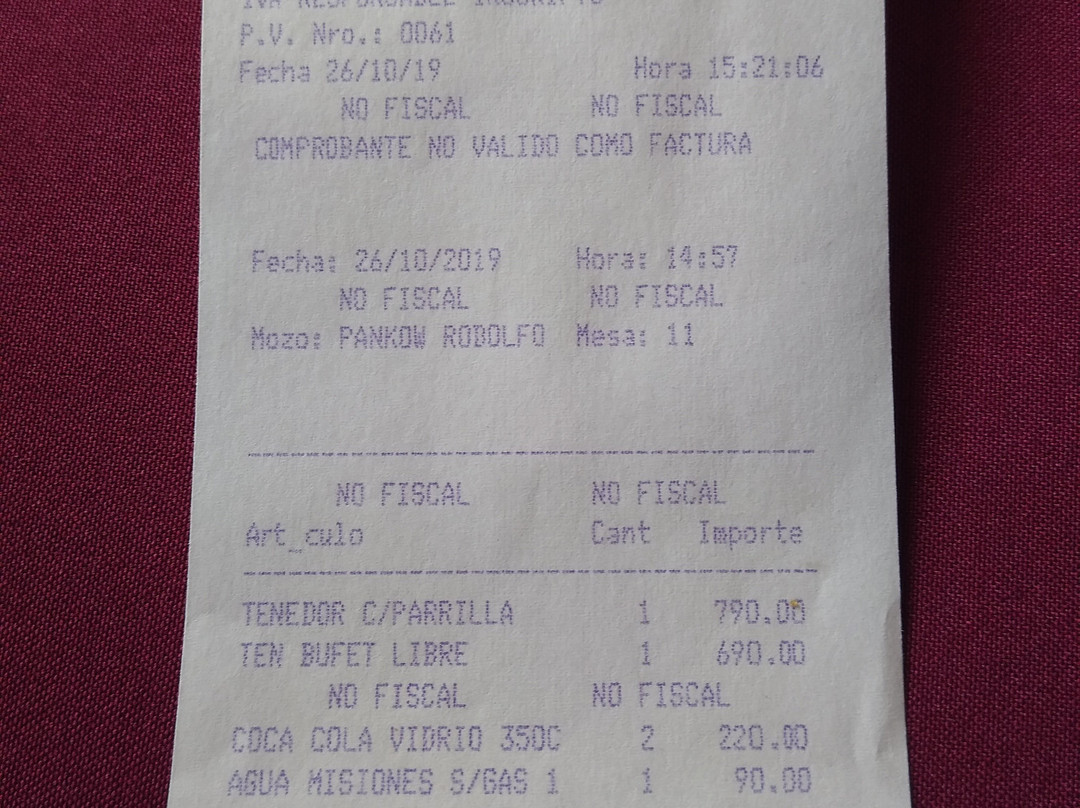 IVA RESPONSABLE INSCRIPTO
P.V. Nro.: 0061
Fecha 26/10/19 Hora 15:21:06
NO FISCAL NO FISCAL
COMPROBANTE NO VALIDO COMO FACTURA
Fecha: 26/10/2019 Hora: 14:57
NO FISCAL NO FISCAL
Mozo: PANKOW RODOLFO Mesa: 11
NO FISCAL NO FISCAL
Art_culo Cant Importe
TENEDOR C/PARRILLA 1 790.00
TEN BUFET LIBRE 1 690.00
NO FISCAL NO FISCAL
COCA COLA VIDRIO 350C 2 220.00
AGUA MISIONES S/GAS 1 1 90.00